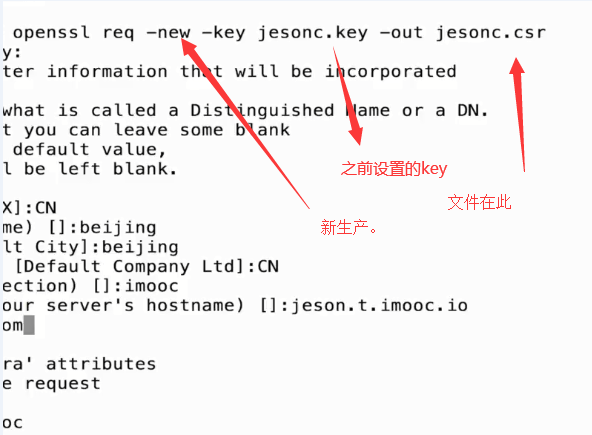 openssl req -new -key jesonc.key -out jesonc.csr
y:
ter information that will be incorporated
what is called a Distinguished Name or a DN.
t you can leave some blank
default value,
l be left blank.
之前设置的key
文件在此
新生产。
X]:CN
me) []:beijing
lt City]:beijing
[Default Company Ltd]:CN
ection) []:imooc
our server's hostname) []:jeson.t.imooc.io
om
ra' attributes
e request
oc